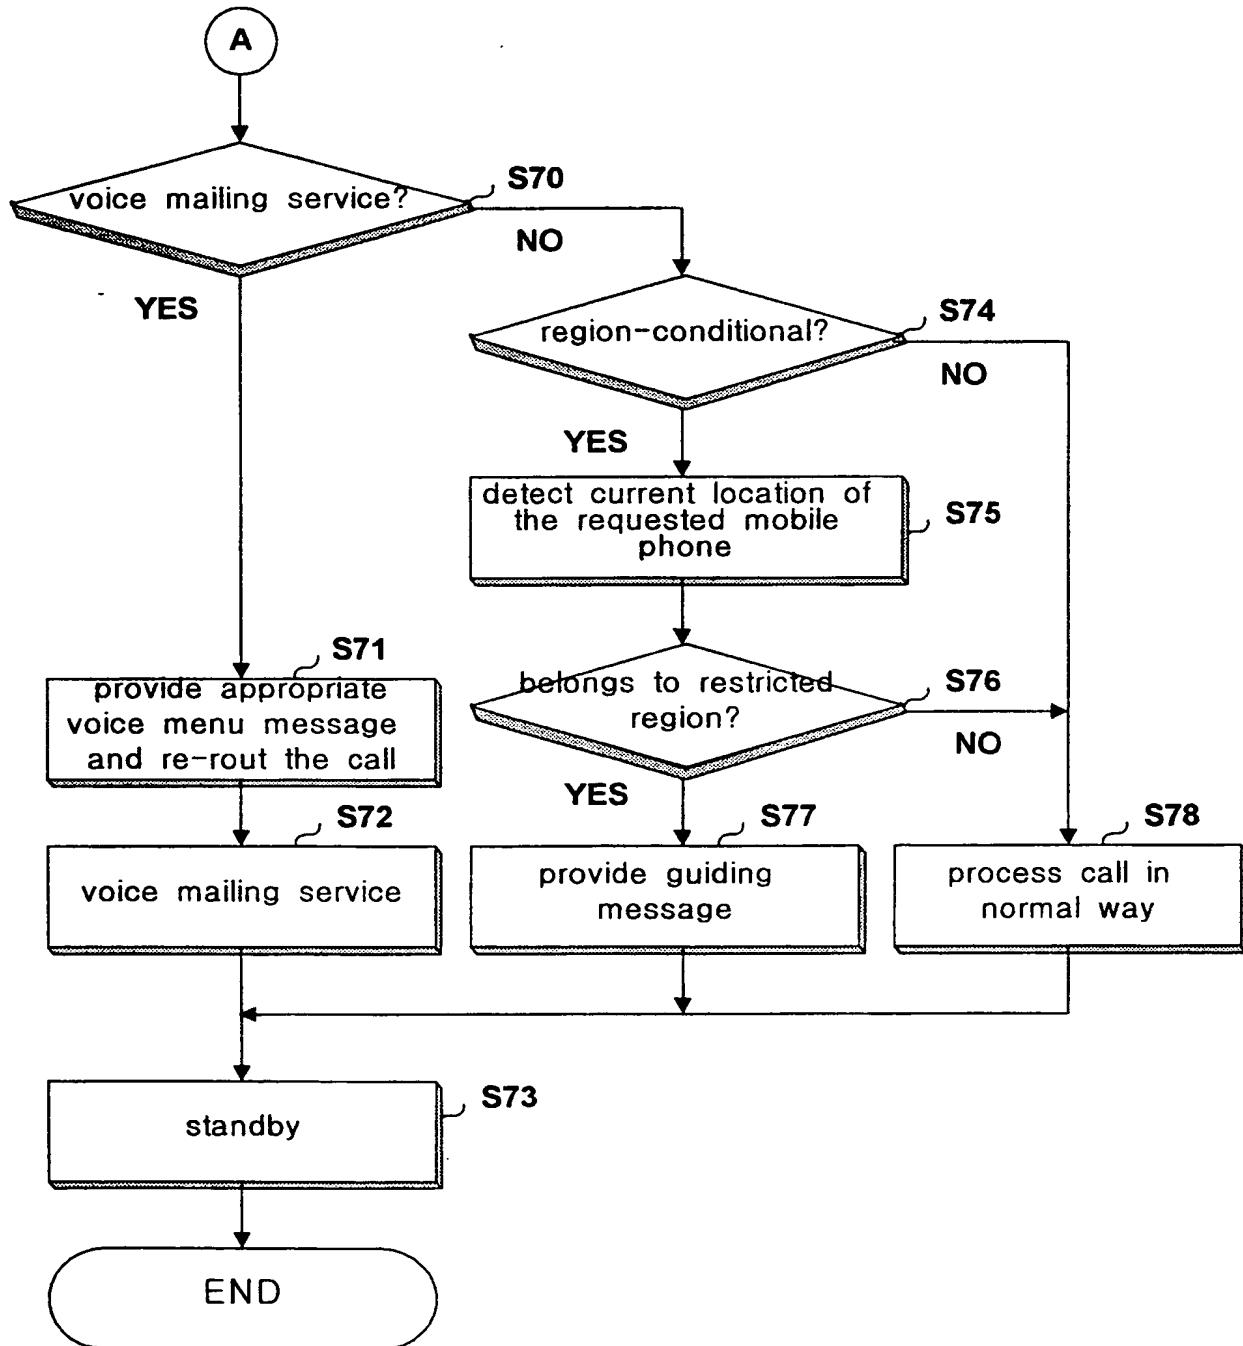 A
voice mailing service?
S70
NO
YES
region-conditional?
S74
NO
YES
detect current location of
the requested mobile
phone
S75
S71
provide appropriate
voice menu message
and re-rout the call
belongs to restricted
region?
S76
NO
YES
S72
voice mailing service
S77
provide guiding
message
S78
process call in
normal way
S73
standby
END